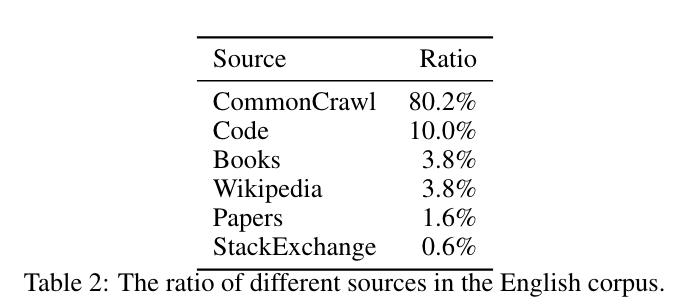 Source Ratio
CommonCrawl 80.2%
Code 10.0%
Books 3.8%
Wikipedia 3.8%
Papers 1.6%
StackExchange 0.6%
Table 2: The ratio of different sources in the English corpus.